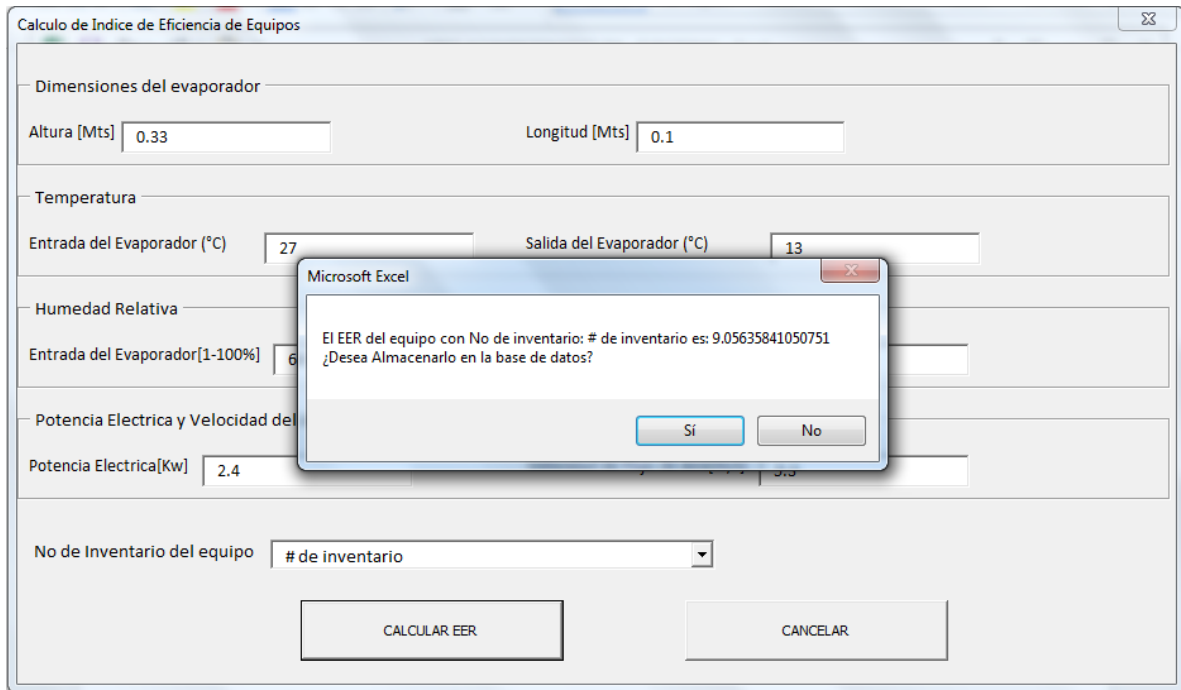 Calculo de Indice de Eficiencia de Equipos
Dimensiones del evaporador
Altura [Mts] 0.33 Longitud [Mts] 0.1
Temperatura
Entrada del Evaporador (°C) 27 Salida del Evaporador (°C) 13
Microsoft Excel
Humedad Relativa
El EER del equipo con No de inventario: # de inventario es: 9.05635841050751
Entrada del Evaporador[1-100%]
¿Desea Almacenarlo en la base de datos?
Potencia Electrica y Velocidad del
Sí No
Potencia Electrica[Kw] 2.4
No de Inventario del equipo # de inventario
CALCULAR EER CANCELAR